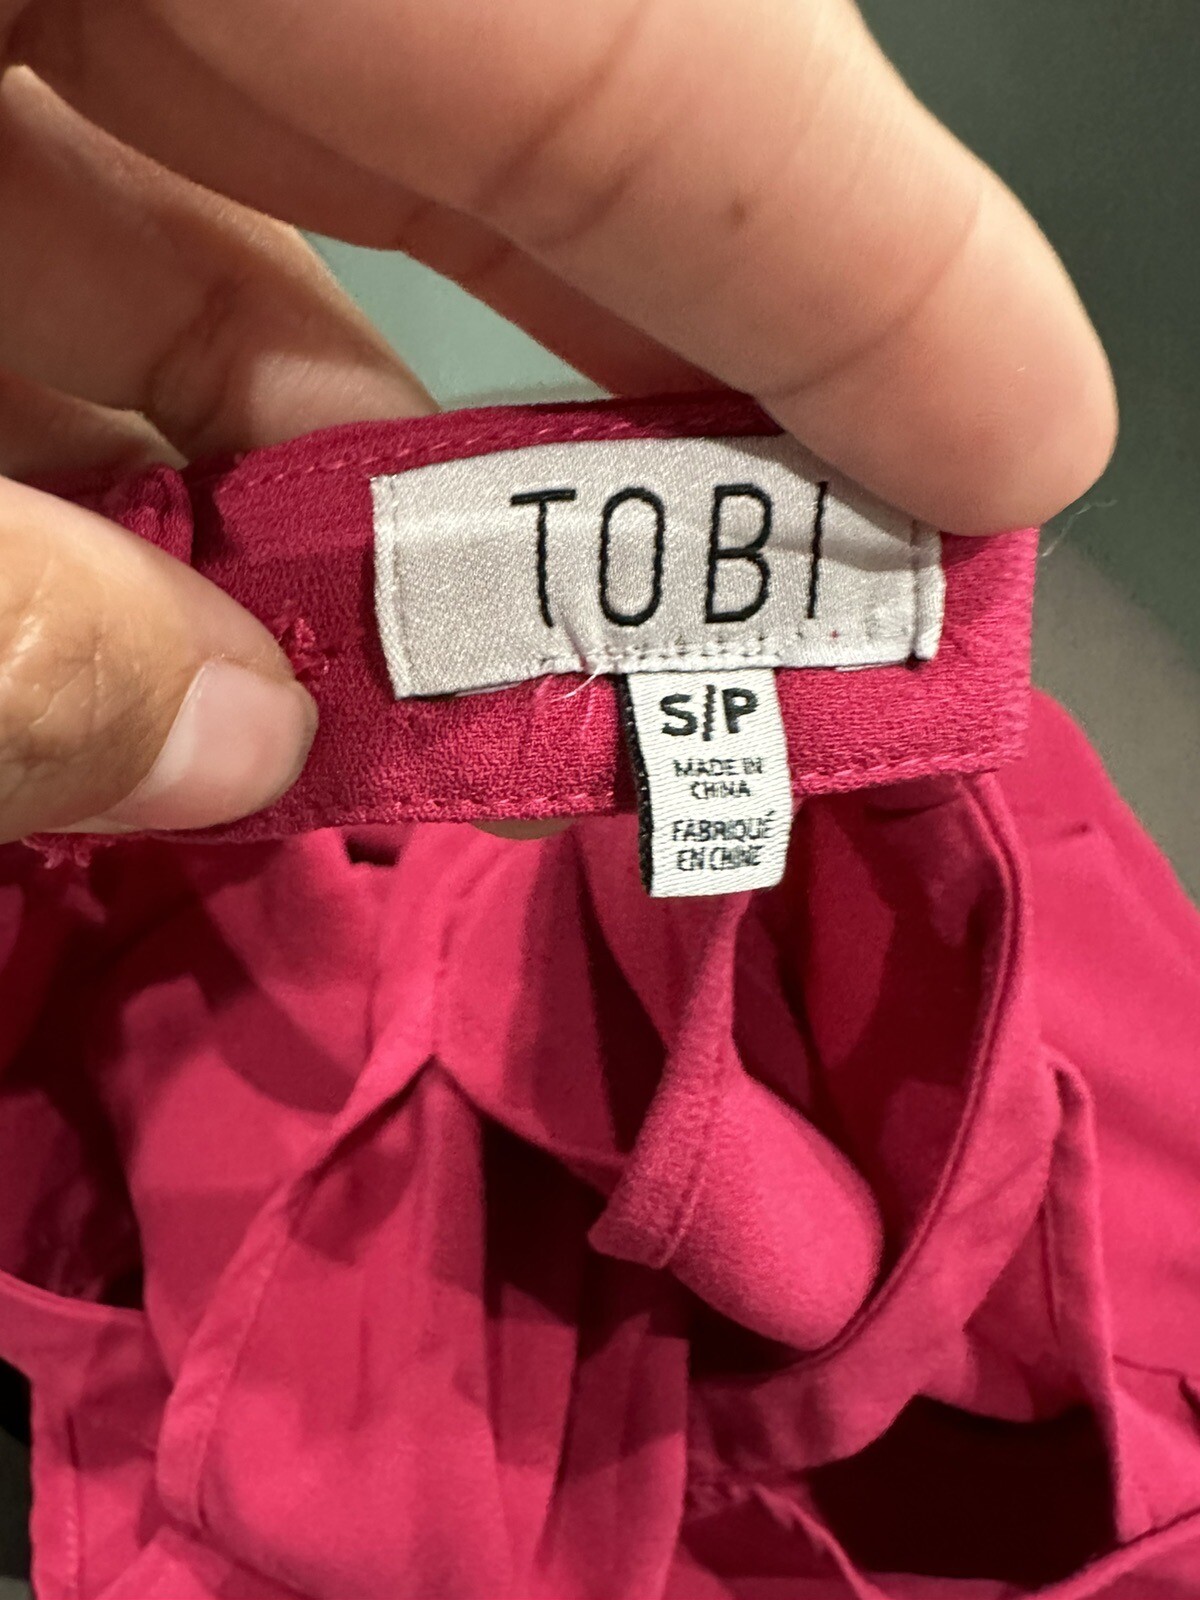 TOBI
S/P
MADE IN
CHINA
FABRIQUÉ
EN CHINE